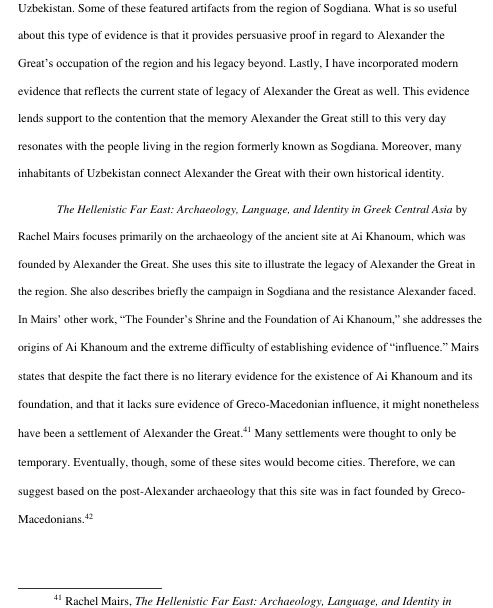 Uzbekistan. Some of these featured artifacts from the region of Sogdiana. What is so useful
about this type of evidence is that it provides persuasive proof in regard to Alexander the
Great’s occupation of the region and his legacy beyond. Lastly, I have incorporated modern
evidence that reflects the current state of legacy of Alexander the Great as well. This evidence
lends support to the contention that the memory Alexander the Great still to this very day
resonates with the people living in the region formerly known as Sogdiana. Moreover, many
inhabitants of Uzbekistan connect Alexander the Great with their own historical identity.
The Hellenistic Far East: Archaeology, Language, and Identity in Greek Central Asia by
Rachel Mairs focuses primarily on the archaeology of the ancient site at Ai Khanoum, which was
founded by Alexander the Great. She uses this site to illustrate the legacy of Alexander the Great in
the region. She also describes briefly the campaign in Sogdiana and the resistance Alexander faced.
In Mairs’ other work, “The Founder’s Shrine and the Foundation of Ai Khanoum,” she addresses the
origins of Ai Khanoum and the extreme difficulty of establishing evidence of “influence.” Mairs
states that despite the fact there is no literary evidence for the existence of Ai Khanoum and its
foundation, and that it lacks sure evidence of Greco-Macedonian influence, it might nonetheless
have been a settlement of Alexander the Great.41 Many settlements were thought to only be
temporary. Eventually, though, some of these sites would become cities. Therefore, we can
suggest based on the post-Alexander archaeology that this site was in fact founded by Greco-
Macedonians.42
41 Rachel Mairs, The Hellenistic Far East: Archaeology, Language, and Identity in